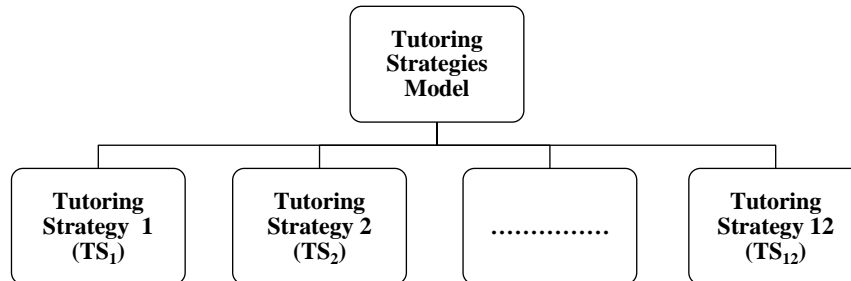 Tutoring
Strategies
Model
Tutoring
Strategy 1
(TS₁)
Tutoring
Strategy 2
(TS₂)
……………
Tutoring
Strategy 12
(TS₁₂)